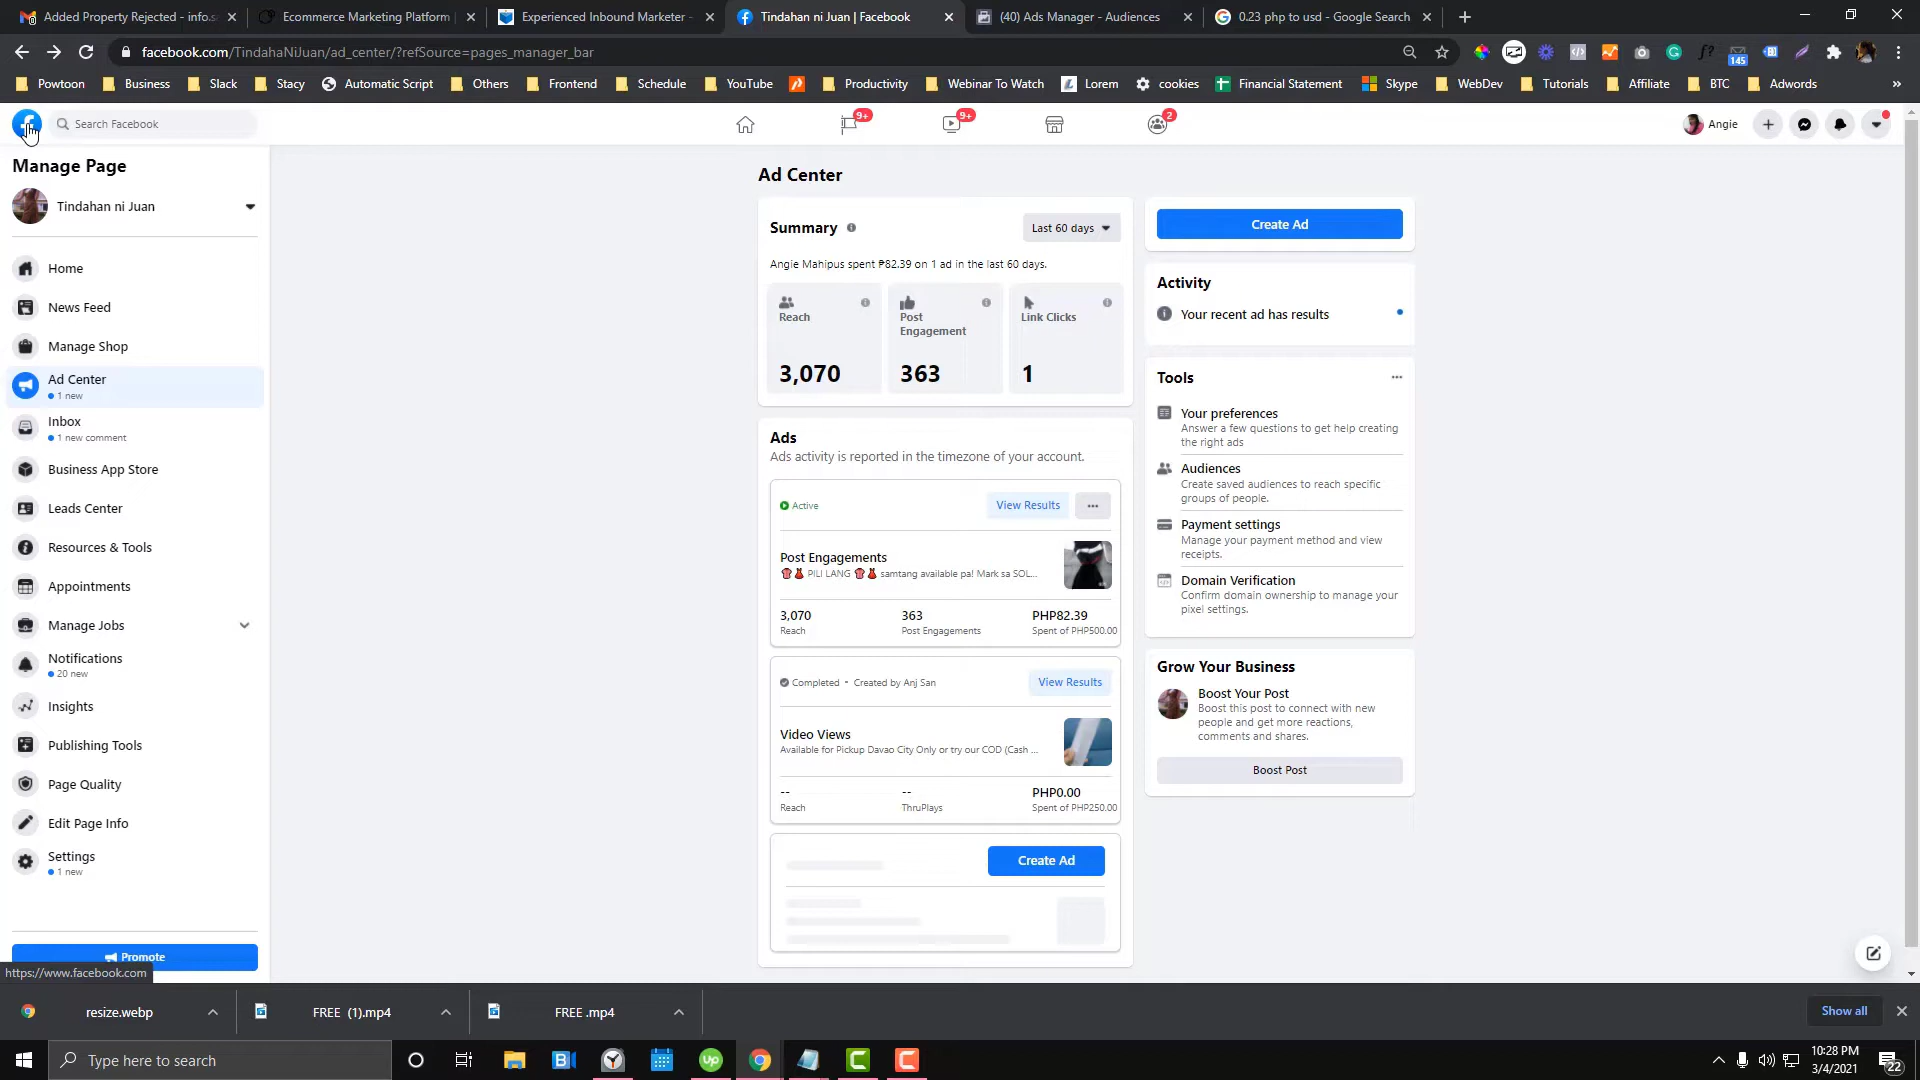 Added Property Rejected - info.s
Ecommerce Marketing Platform
Experienced Inbound Marketer -
Tindahan ni Juan | Facebook
(40) Ads Manager - Audiences
0.23 php to usd - Google Search
facebook.com/TindahaNiJuan/ad_center/?refSource=pages_manager_bar
145
Powtoon
Business
Slack
Stacy
Automatic Script
Others
Frontend
Schedule
YouTube
Productivity
Webinar To Watch
Lorem
cookies
Financial Statement
Skype
WebDev
Tutorials
Affiliate
BTC
Adwords
»
Search Facebook
9+
9+
2
Angie
Manage Page
Tindahan ni Juan
Home
News Feed
Manage Shop
Ad Center
1 new
Inbox
1 new comment
Business App Store
Leads Center
Resources & Tools
Appointments
Manage Jobs
Notifications
20 new
Insights
Publishing Tools
Page Quality
Edit Page Info
Settings
1 new
Promote
https://www.facebook.com
Ad Center
Summary
Last 60 days
Angie Mahipus spent ₱82.39 on 1 ad in the last 60 days.
Reach
3,070
Post
Engagement
363
Link Clicks
1
Ads
Ads activity is reported in the timezone of your account.
Active
View Results
Post Engagements
PILI LANG samtang available pa! Mark sa SOL...
3,070
Reach
363
Post Engagements
PHP82.39
Spent of PHP500.00
Completed • Created by Anj San
View Results
Video Views
Available for Pickup Davao City Only or try our COD (Cash ...
--
Reach
--
ThruPlays
PHP0.00
Spent of PHP250.00
Create Ad
Create Ad
Activity
Your recent ad has results
Tools
Your preferences
Answer a few questions to get help creating
the right ads
Audiences
Create saved audiences to reach specific
groups of people.
Payment settings
Manage your payment method and view
receipts.
Domain Verification
Confirm domain ownership to manage your
pixel settings.
Grow Your Business
Boost Your Post
Boost this post to connect with new
people and get more reactions,
comments and shares.
Boost Post
resize.webp
FREE (1).mp4
FREE .mp4
Show all
Type here to search
10:28 PM
3/4/2021
22